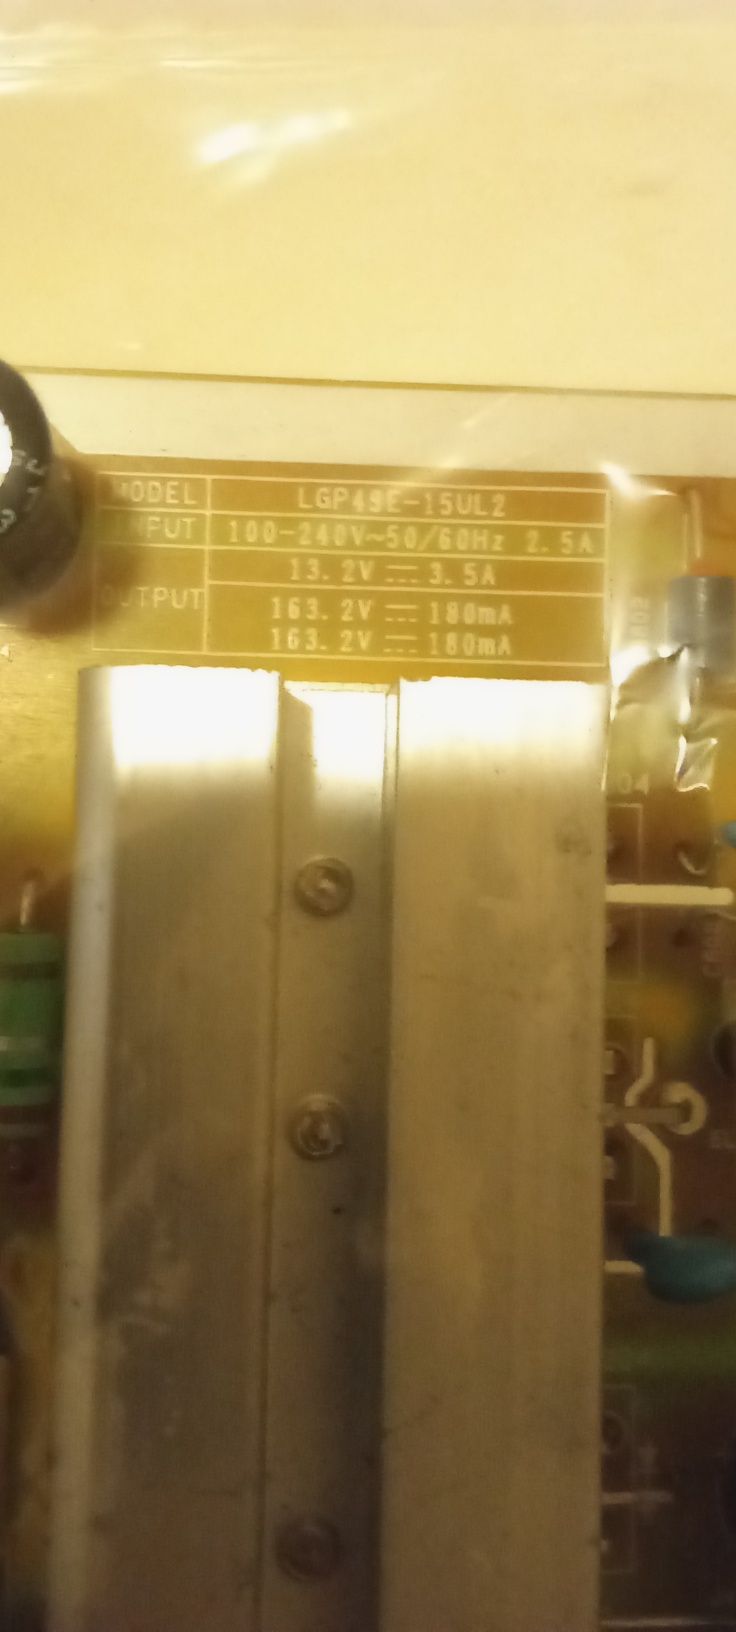 MODEL LGP49E-15UL2
INPUT 100-240V~50/60Hz 2.5A
OUTPUT 13.2V ⎓ 3.5A
163.2V ⎓ 180mA
163.2V ⎓ 180mA